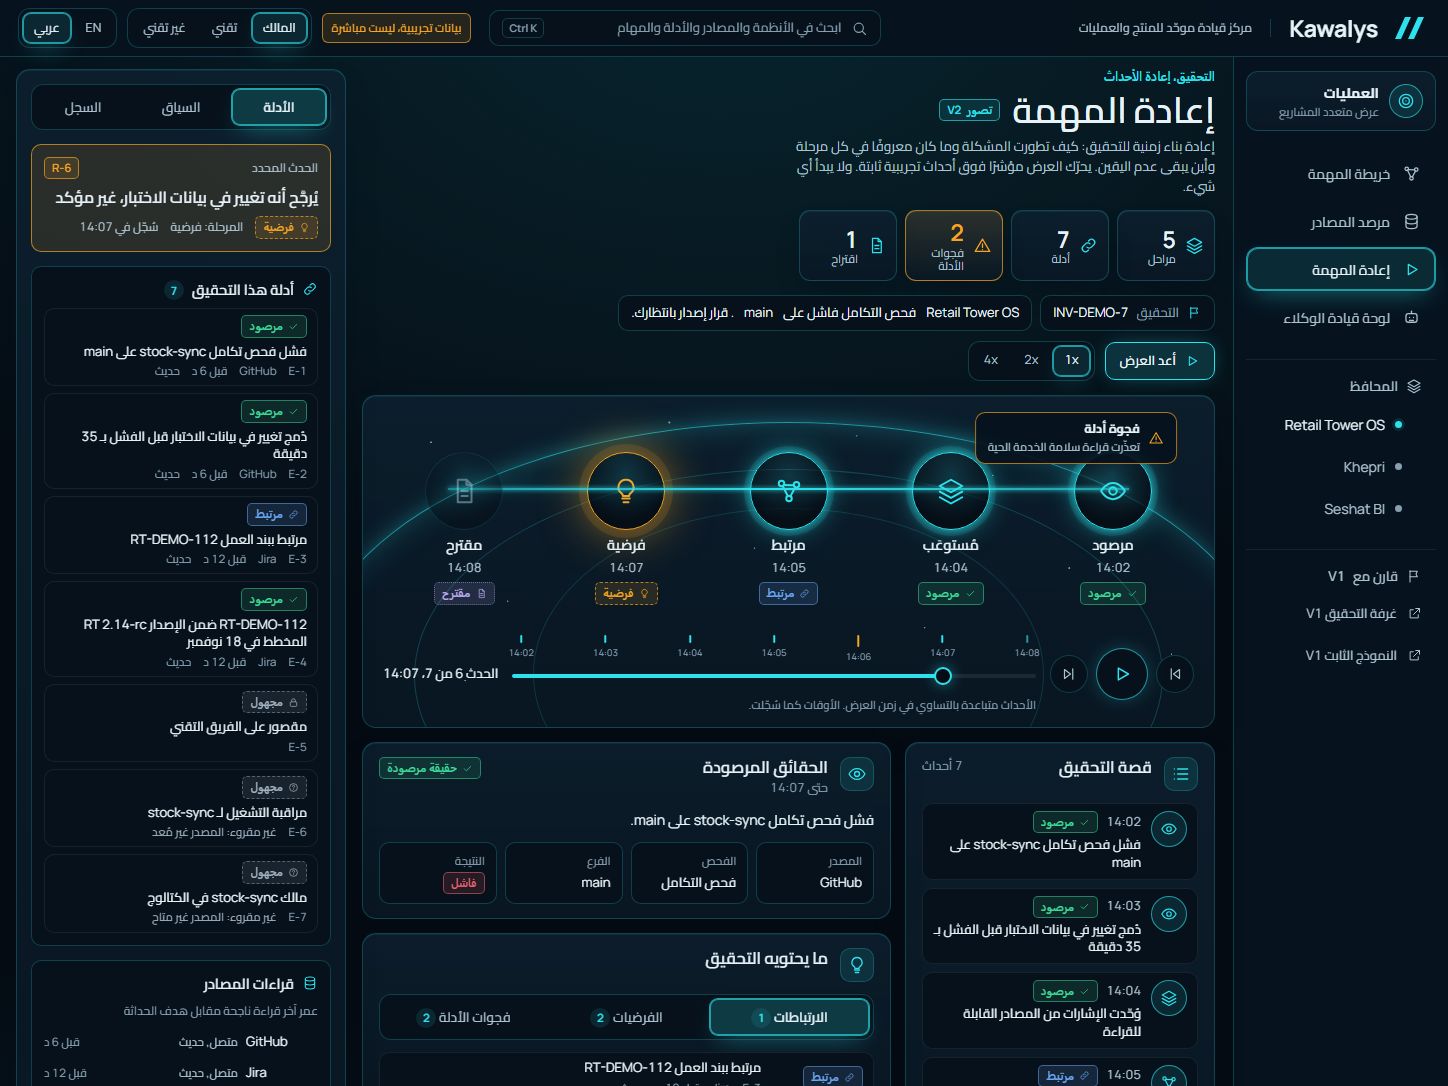 Kawalys
مركز قيادة موحّد للمنتج والعمليات
ابحث في الأنظمة والمصادر والأدلة والمهام
Ctrl K
بيانات تجريبية، ليست مباشرة
المالك
تقني
غير تقني
EN
عربي
العمليات
عرض متعدد المشاريع
خريطة المهمة
مرصد المصادر
إعادة المهمة
لوحة قيادة الوكلاء
المحافظ
Retail Tower OS
Khepri
Seshat BI
قارن مع V1
غرفة التحقيق V1
النموذج الثابت V1
التحقيق، إعادة الأحداث
إعادة المهمة
تصور V2
إعادة بناء زمنية للتحقيق: كيف تطورت المشكلة وما كان معروفًا في كل مرحلة
وأين يبقى عدم اليقين. يحرّك العرض مؤشرًا فوق أحداث تجريبية ثابتة. ولا يبدأ أي
شيء.
5
مراحل
7
أدلة
2
فجوات
الأدلة
1
اقتراح
التحقيق INV-DEMO-7
Retail Tower OS فحص التكامل فاشل على main . قرار إصدار بانتظارك.
أعد العرض
1x
2x
4x
فجوة أدلة
تعذّرت قراءة سلامة الخدمة الحية
مرصود
14:02
مرصود
مُستوعَب
14:04
مرصود
مرتبط
14:05
مرتبط
فرضية
14:07
فرضية
مقترح
14:08
مقترح
14:02
14:03
14:04
14:05
14:06
14:07
14:08
الحدث 6 من 7، 14:07
الأحداث متباعدة بالتساوي في زمن العرض. الأوقات كما سُجّلت.
قصة التحقيق
7 أحداث
14:02
مرصود
فشل فحص تكامل stock-sync على
main
14:03
مرصود
دُمج تغيير في بيانات الاختبار قبل الفشل بـ
35 دقيقة
14:04
مرصود
وُحّدت الإشارات من المصادر القابلة
للقراءة
14:05
مرتبط
الحقائق المرصودة
حتى 14:07
حقيقة مرصودة
فشل فحص تكامل stock-sync على main.
المصدر
GitHub
الفحص
فحص التكامل
الفرع
main
النتيجة
فاشل
ما يحتويه التحقيق
الارتباطات 1
الفرضيات 2
فجوات الأدلة 2
مرتبط ببند العمل RT-DEMO-112
مرتبط
الأدلة
السياق
السجل
الحدث المحدد
R-6
يُرجَّح أنه تغيير في بيانات الاختبار، غير مؤكد
فرضية
المرحلة: فرضية
سُجّل في 14:07
أدلة هذا التحقيق 7
مرصود
فشل فحص تكامل stock-sync على main
E-1 GitHub قبل 6 د حديث
مرصود
دُمج تغيير في بيانات الاختبار قبل الفشل بـ 35
دقيقة
E-2 GitHub قبل 6 د حديث
مرتبط
مرتبط ببند العمل RT-DEMO-112
E-3 Jira قبل 12 د حديث
مرصود
RT-DEMO-112 ضمن الإصدار RT 2.14-rc
المخطط في 18 نوفمبر
E-4 Jira قبل 12 د حديث
مجهول
مقصور على الفريق التقني
E-5
مجهول
مراقبة التشغيل لـ stock-sync
E-6 غير مقروء: المصدر غير مُعد
مجهول
مالك stock-sync في الكتالوج
E-7 غير مقروء: المصدر غير متاح
قراءات المصادر
عمر آخر قراءة ناجحة مقابل هدف الحداثة
GitHub متصل، حديث قبل 6 د
Jira متصل، حديث قبل 12 د